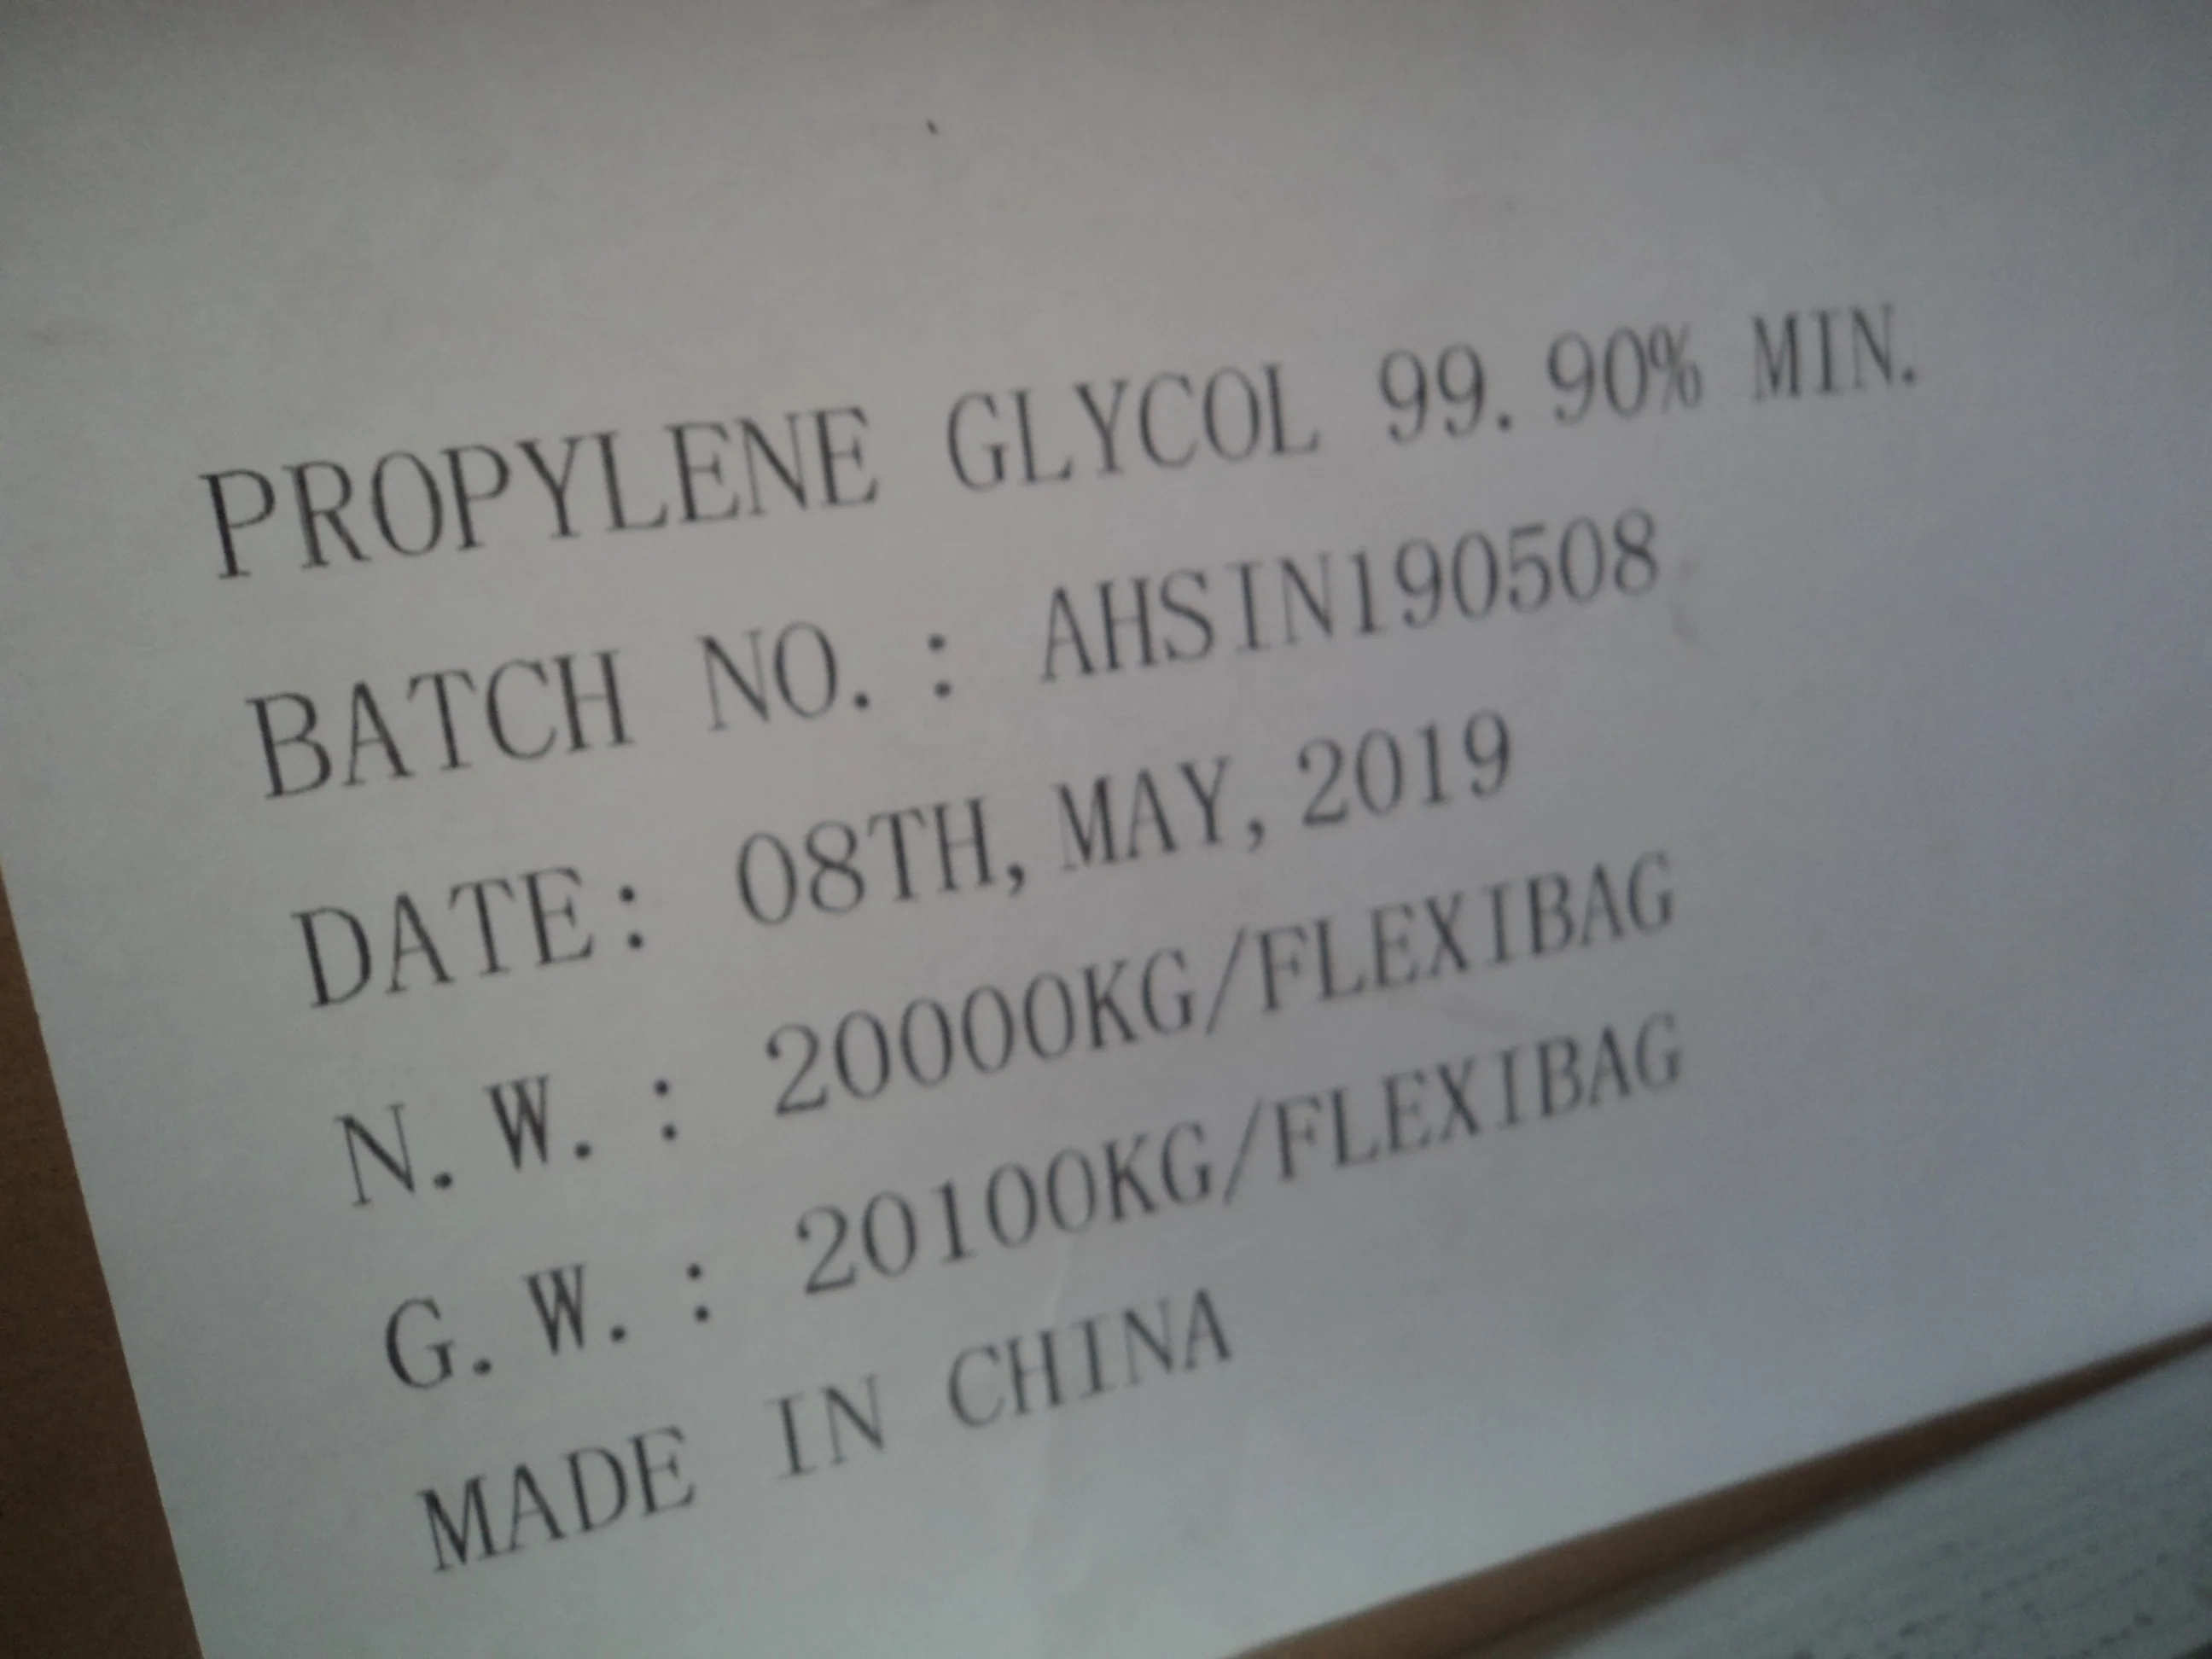 PROPYLENE GLYCOL 99.90% MIN.
BATCH NO.: AHSIN190508
DATE: 08TH,MAY,2019
N.W.: 20000KG/FLEXIBAG
G.W.: 20100KG/FLEXIBAG
MADE IN CHINA